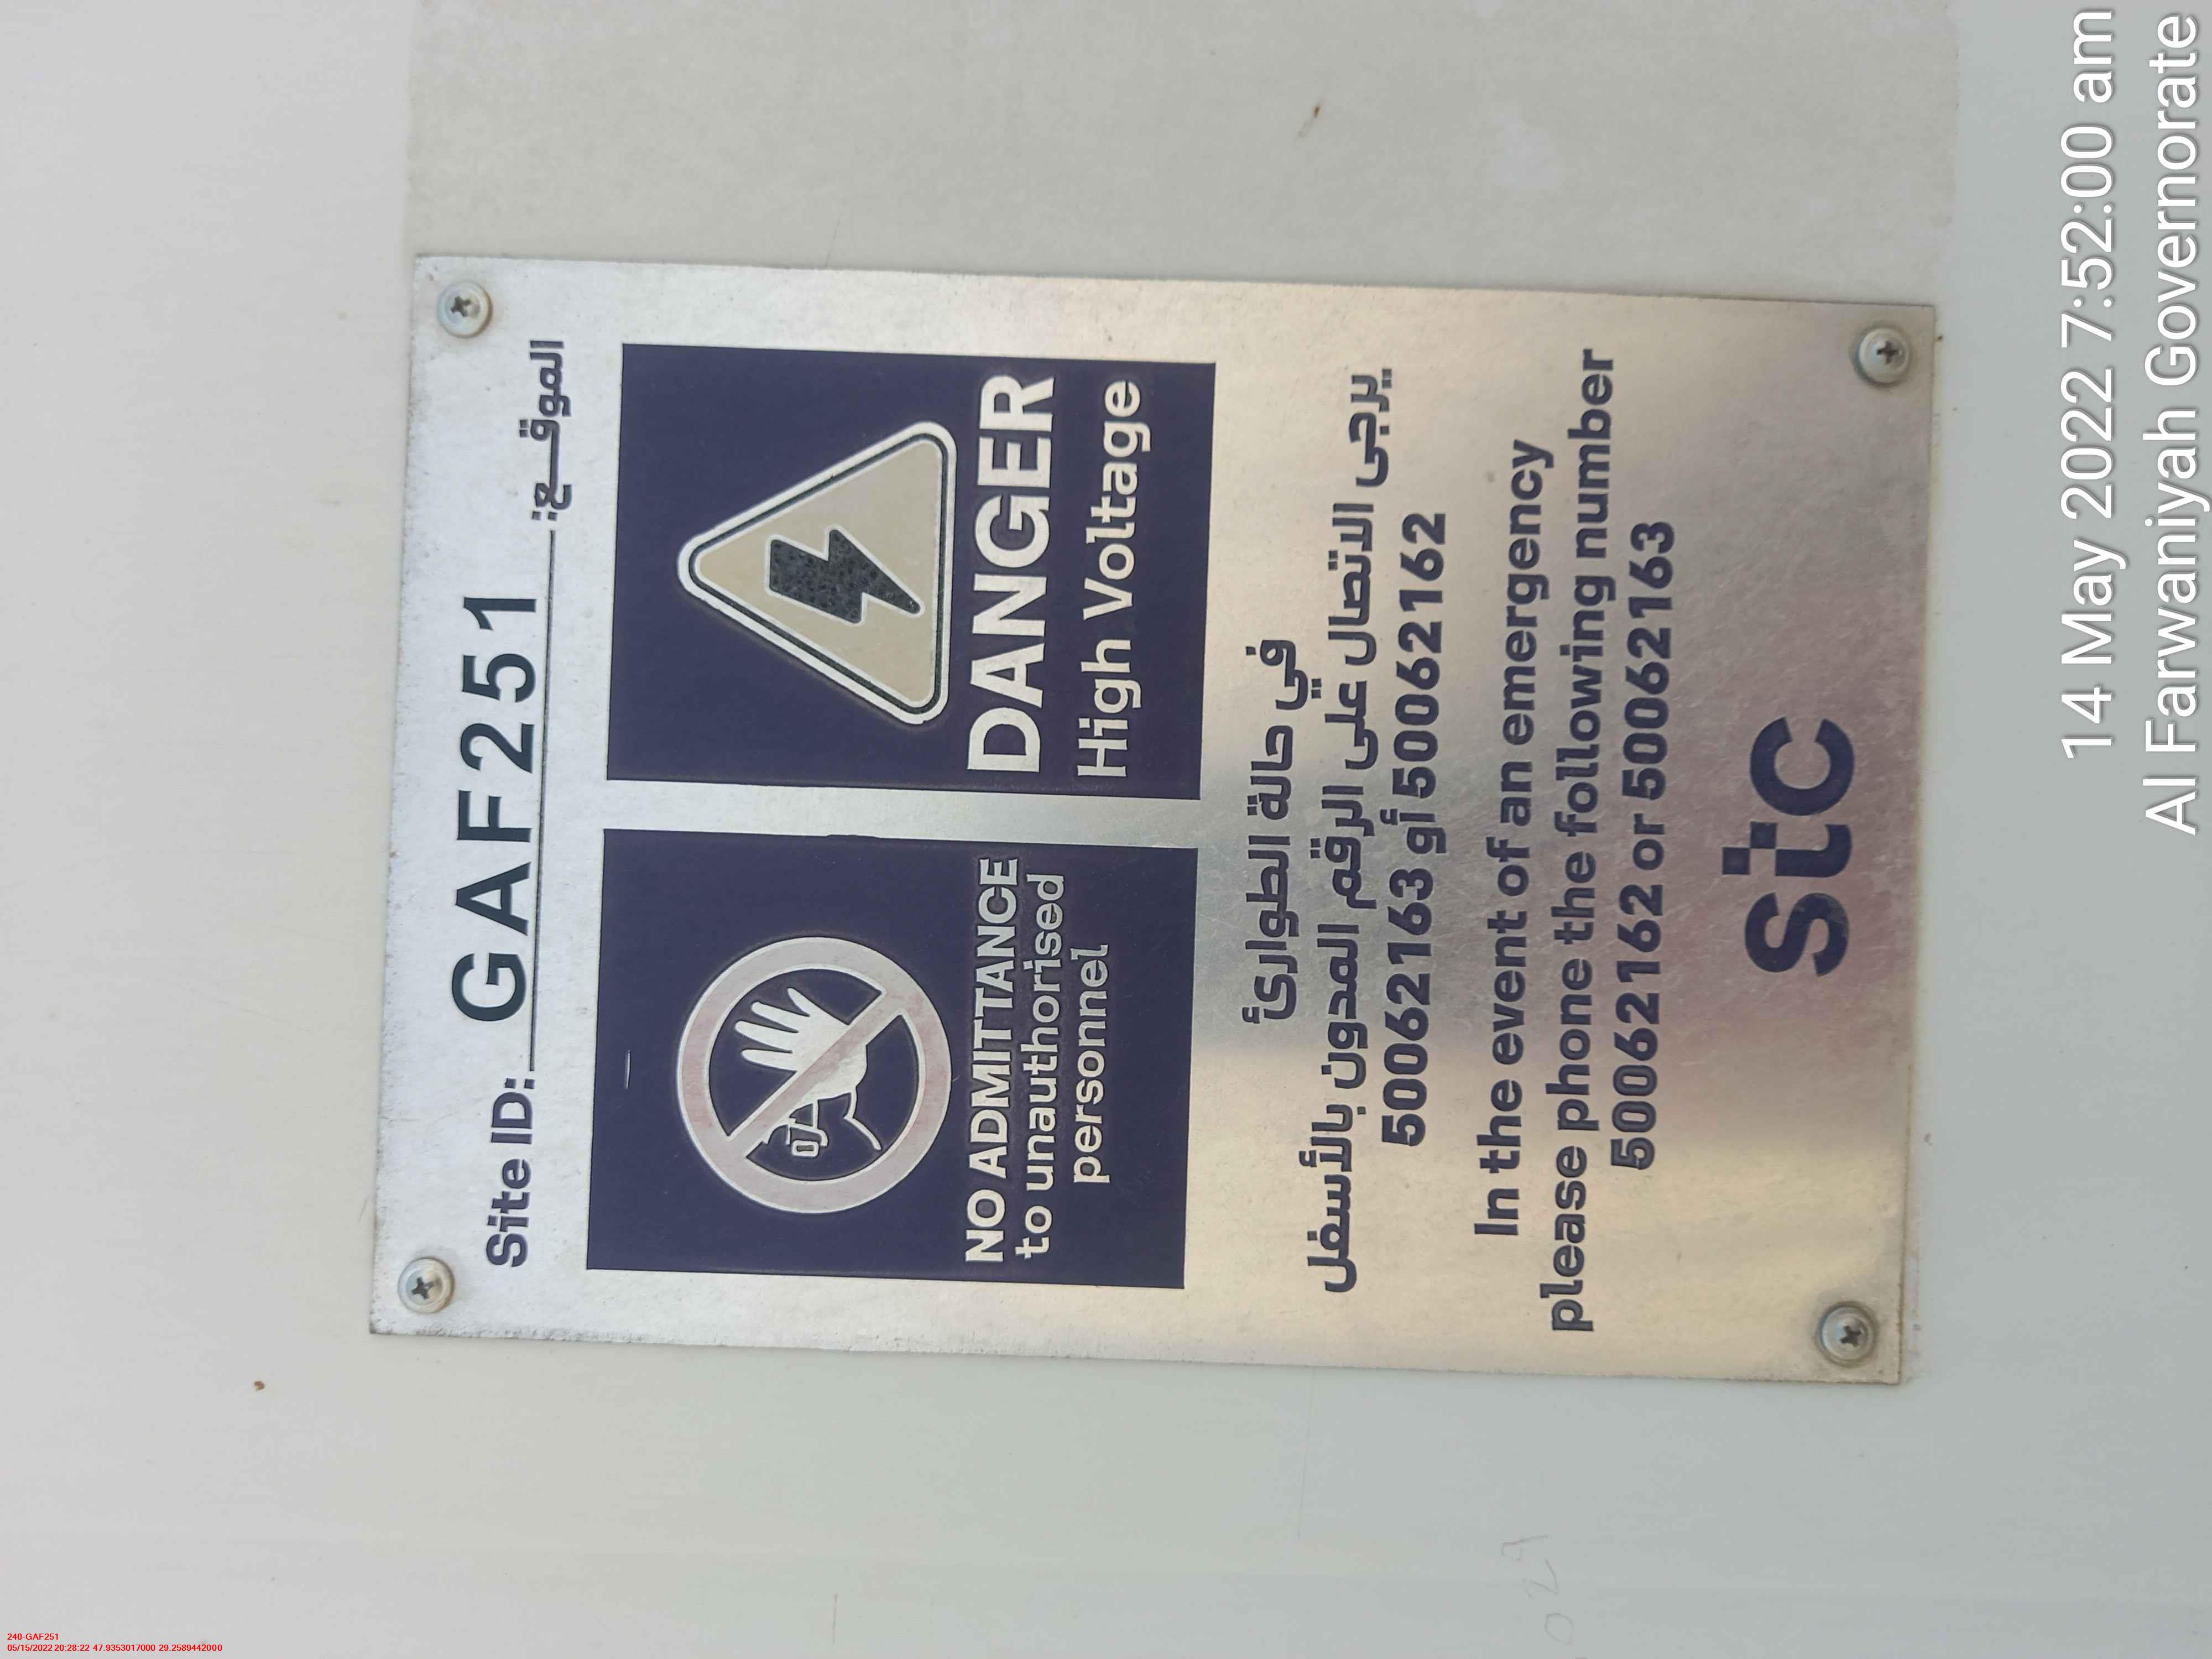 Site ID: GAF251 الموقـع:
NO ADMITTANCE
to unauthorised
personnel
DANGER
High Voltage
في حالة الطوارئ
يرجى الاتصال على الرقم المدون بالأسفل
50062163 أو 50062162
In the event of an emergency
please phone the following number
50062162 or 50062163
stc
14 May 2022 7:52:00 am
Al Farwaniyah Governorate
240-GAF251
05/15/2022 20:28:22 47.9353017000 29.2589442000